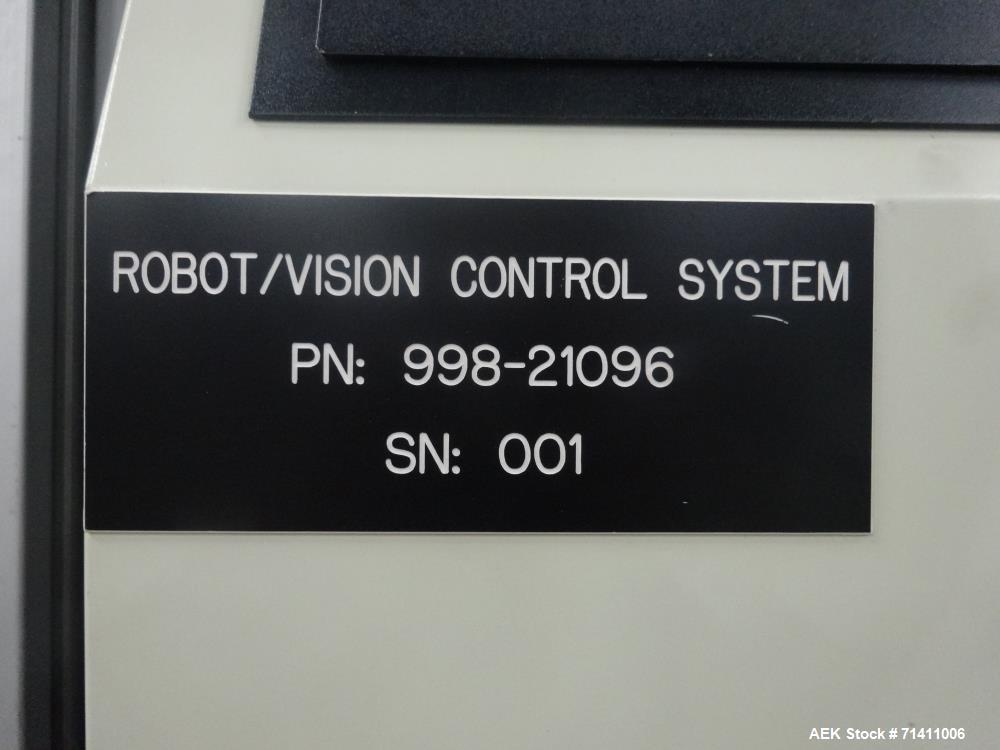 ROBOT/VISION CONTROL SYSTEM
PN: 998-21096
SN: 001
AEK Stock # 71411006